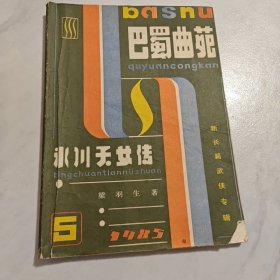 bashu
巴蜀曲苑
quyuancongkan
冰川天女传
bingchuantiannüzhuan
梁羽生 著
新长篇武侠专辑
5
1985